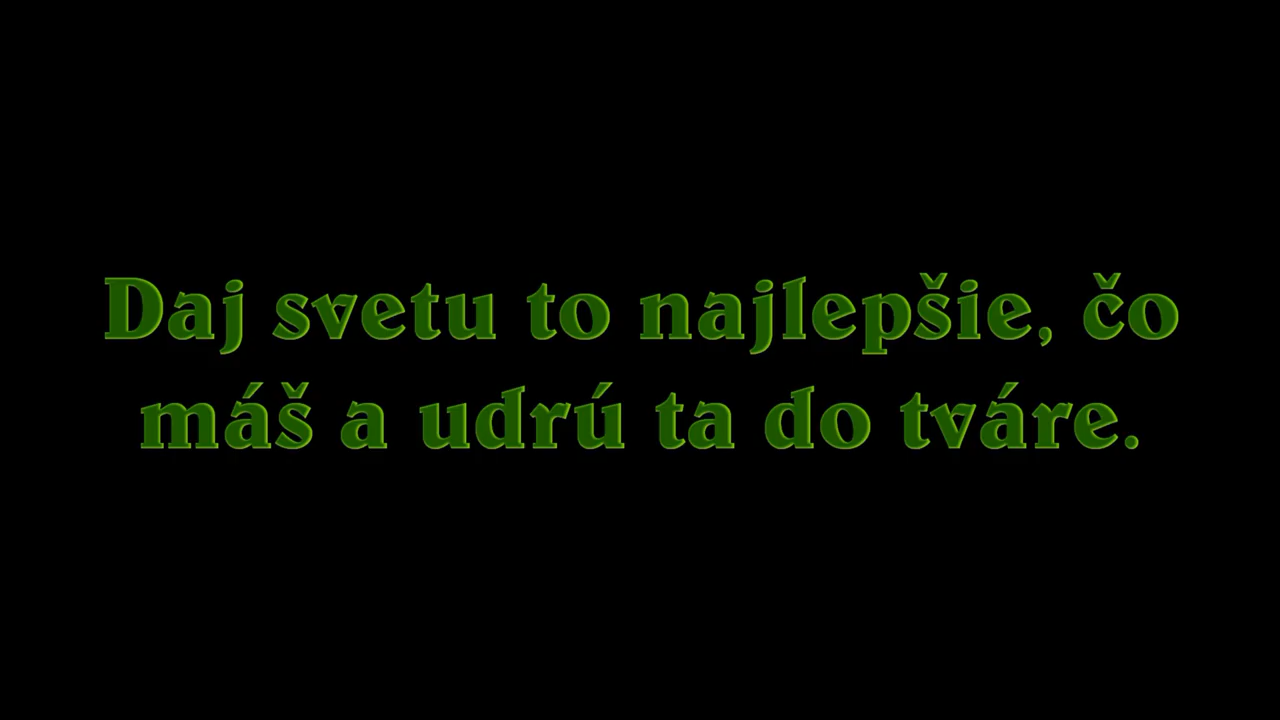 Daj svetu to najlepšie, čo
máš a udrú ta do tváre.